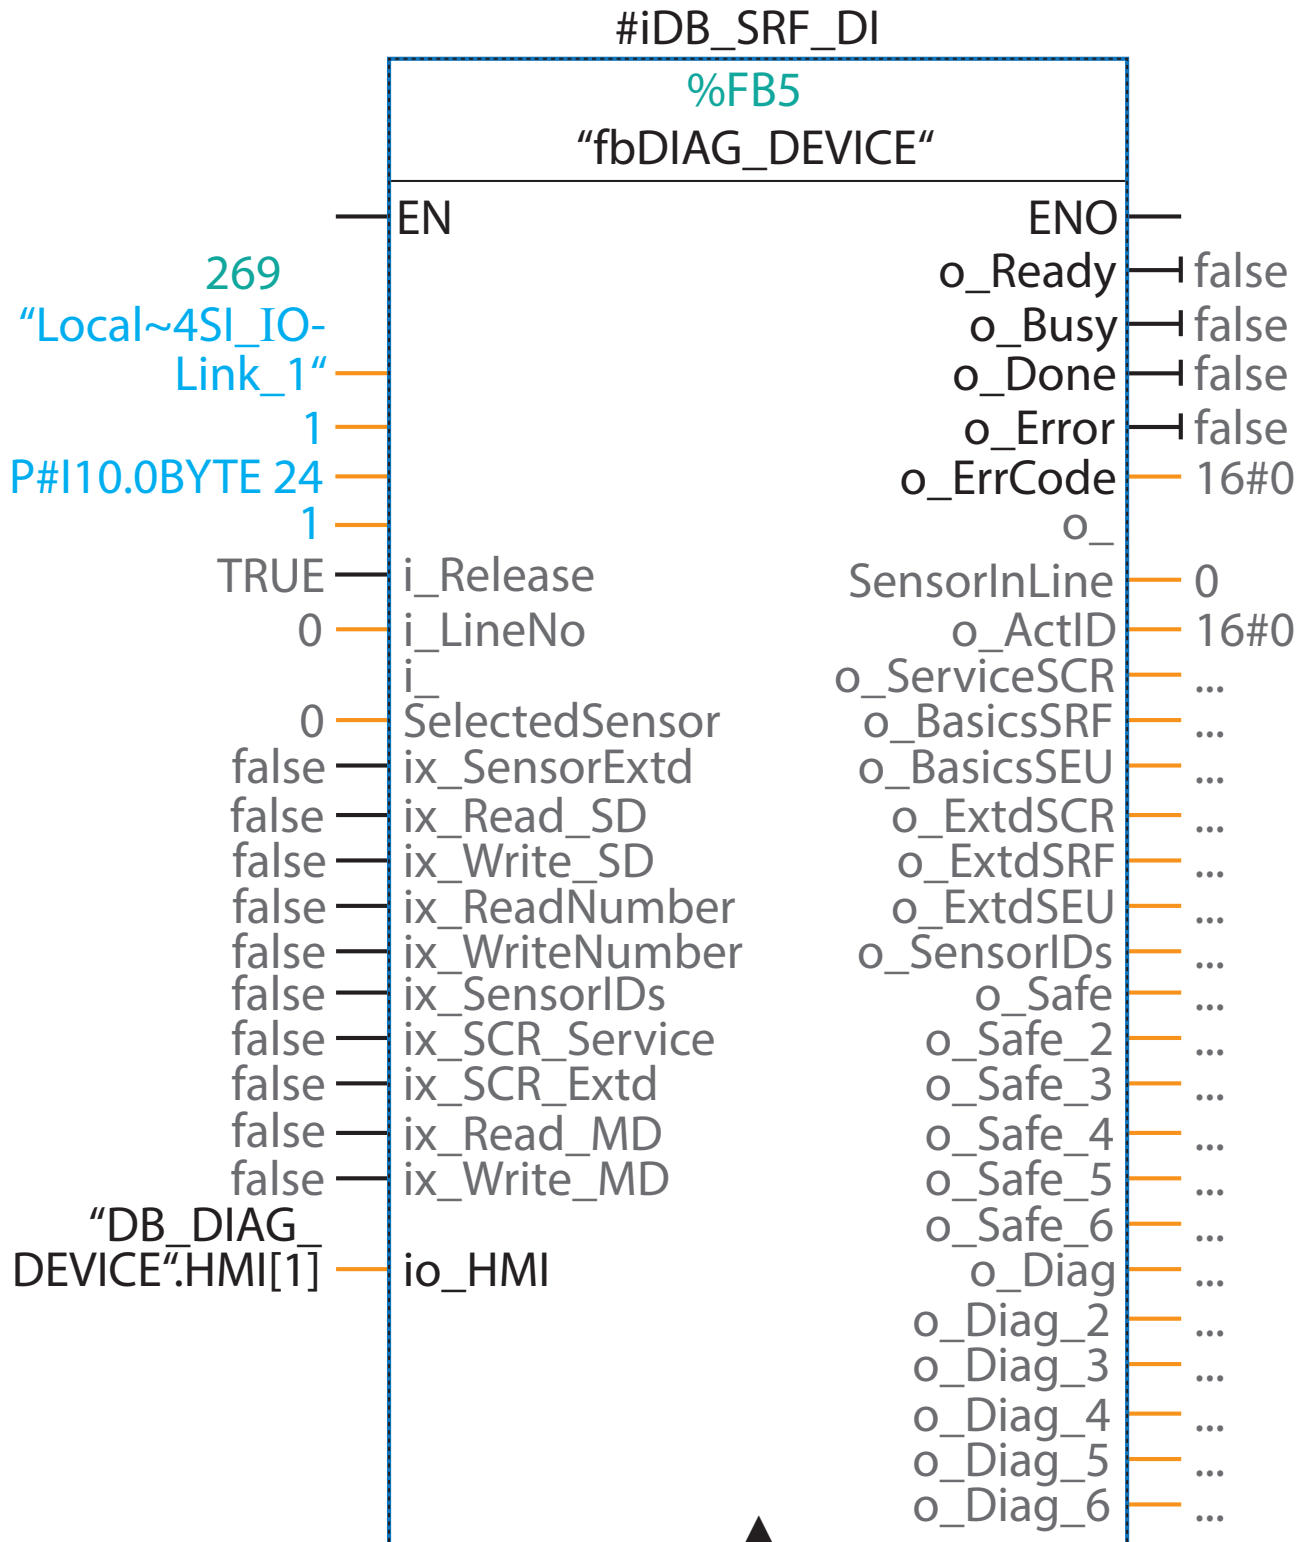 #iDB_SRF_DI
%FB5
“fbDIAG_DEVICE“
EN
ENO
269
o_Ready
false
“Local~4SI_IO-
o_Busy
false
Link_1“
o_Done
false
1
o_Error
false
P#I10.0BYTE 24
o_ErrCode
16#0
1
o_
TRUE
i_Release
SensorInLine
0
0
i_LineNo
o_ActID
16#0
i_
o_ServiceSCR
...
0
SelectedSensor
o_BasicsSRF
...
false
ix_SensorExtd
o_BasicsSEU
...
false
ix_Read_SD
o_ExtdSCR
...
false
ix_Write_SD
o_ExtdSRF
...
false
ix_ReadNumber
o_ExtdSEU
...
false
ix_WriteNumber
o_SensorIDs
...
false
ix_SensorIDs
o_Safe
...
false
ix_SCR_Service
o_Safe_2
...
false
ix_SCR_Extd
o_Safe_3
...
false
ix_Read_MD
o_Safe_4
...
false
ix_Write_MD
o_Safe_5
...
“DB_DIAG_
o_Safe_6
...
DEVICE“.HMI[1]
io_HMI
o_Diag
...
o_Diag_2
...
o_Diag_3
...
o_Diag_4
...
o_Diag_5
...
o_Diag_6
...